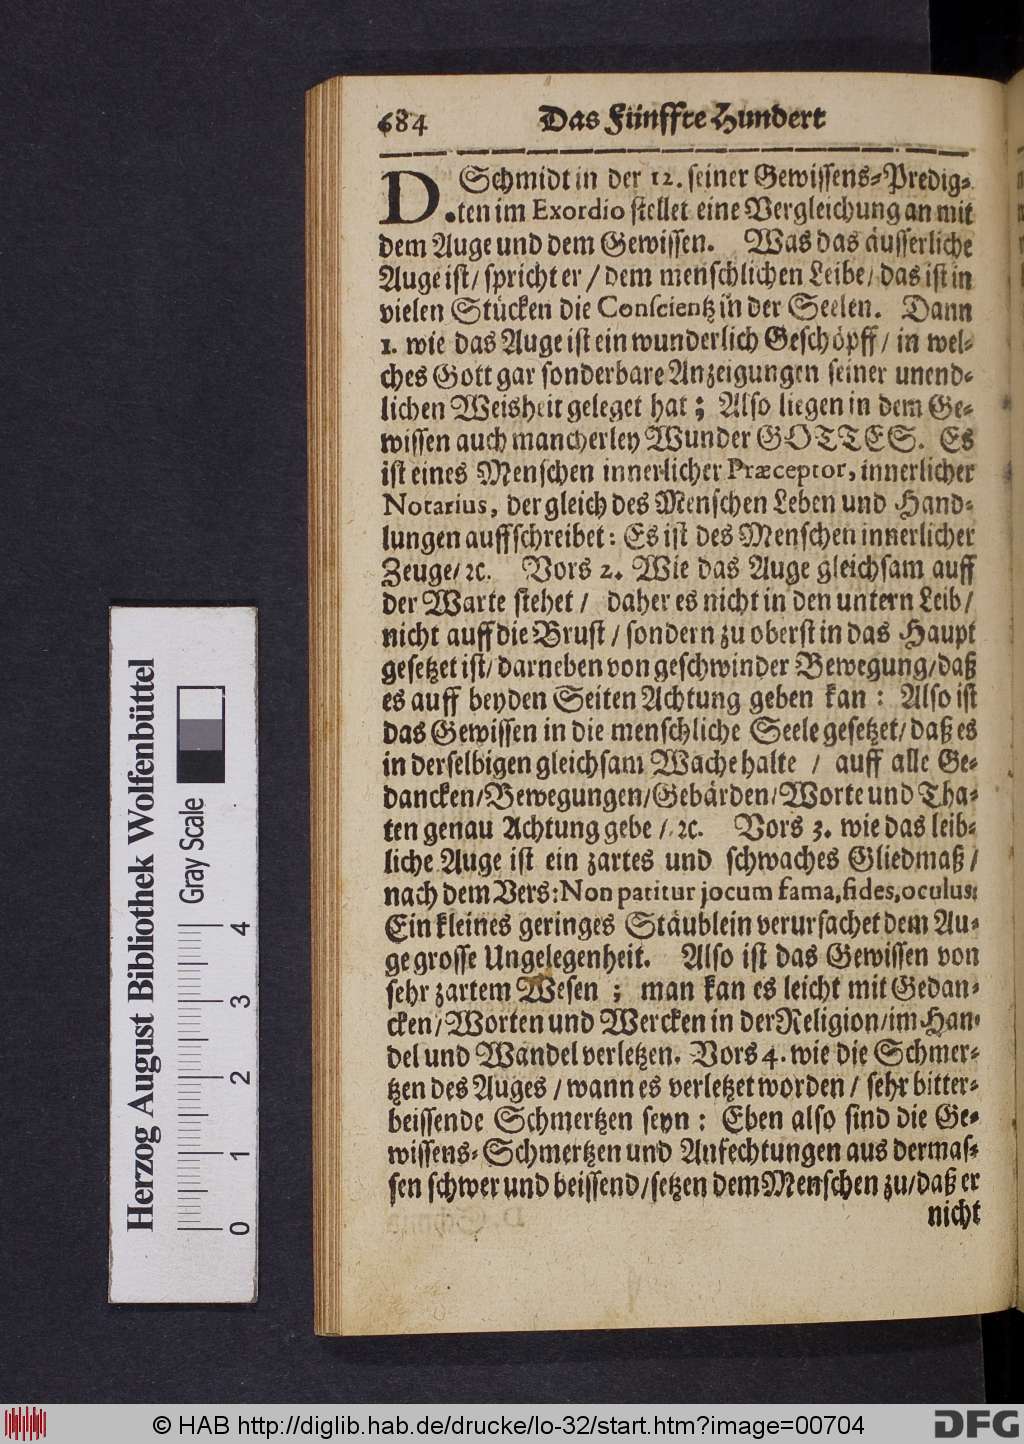 684 Das Fünffte Hundert
D. Schmidt in der 12. seiner Gewissens-Predig-
ten im Exordio stellet eine Vergleichung an mit
dem Auge und dem Gewissen. Was das äusserliche
Auge ist/ spricht er / dem menschlichen Leibe/ das ist in
vielen Stücken die Conscientz in der Seelen. Dann
1. wie das Auge ist ein wunderlich Geschöpff/ in wel-
ches Gott gar sonderbare Anzeigungen seiner unend-
lichen Weisheit geleget hat; Also liegen in dem Ge-
wissen auch mancherley Wunder GOTTES. Es
ist eines Menschen innerlicher Præceptor, innerlicher
Notarius, der gleich des Menschen Leben und Hand-
lungen auffschreibet: Es ist des Menschen innerlicher
Zeuge/ ꝛc. Vors 2. Wie das Auge gleichsam auff
der Warte stehet / daher es nicht in den untern Leib/
nicht auff die Brust / sondern zu oberst in das Haupt
gesetzet ist/ darneben von geschwinder Bewegung/ daß
es auff beyden Seiten Achtung geben kan: Also ist
das Gewissen in die menschliche Seele gesetzet/ daß es
in derselbigen gleichsam Wache halte / auff alle Ge-
dancken/ Bewegungen/ Gebärden/ Worte und Tha-
ten genau Achtung gebe / ꝛc. Vors 3. wie das leib-
liche Auge ist ein zartes und schwaches Gliedmaß /
nach dem Vers: Non patitur jocum fama, fides, oculus:
Ein kleines geringes Stäublein verursachet dem Au-
ge grosse Ungelegenheit. Also ist das Gewissen von
sehr zartem Wesen ; man kan es leicht mit Gedan-
cken/ Worten und Wercken in der Religion/ im Han-
del und Wandel verletzen. Vors 4. wie die Schmer-
tzen des Auges / wann es verletzet worden / sehr bitter-
beissende Schmertzen seyn: Eben also sind die Ge-
wissens-Schmertzen und Anfechtungen aus dermas-
sen schwer und beissend/ setzen dem Menschen zu/ daß er
nicht
Herzog August Bibliothek Wolfenbüttel
Gray Scale
0 1 2 3 4
© HAB http://diglib.hab.de/drucke/lo-32/start.htm?image=00704
DFG